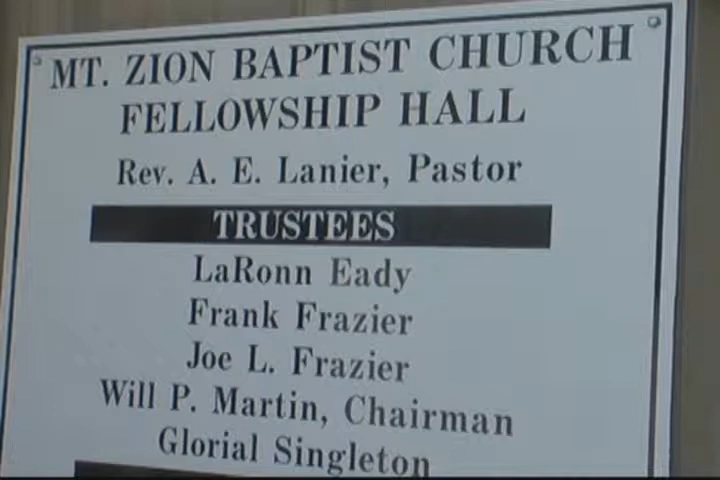 MT. ZION BAPTIST CHURCH
FELLOWSHIP HALL
Rev. A. E. Lanier, Pastor
TRUSTEES
LaRonn Eady
Frank Frazier
Joe L. Frazier
Will P. Martin, Chairman
Glorial Singleton